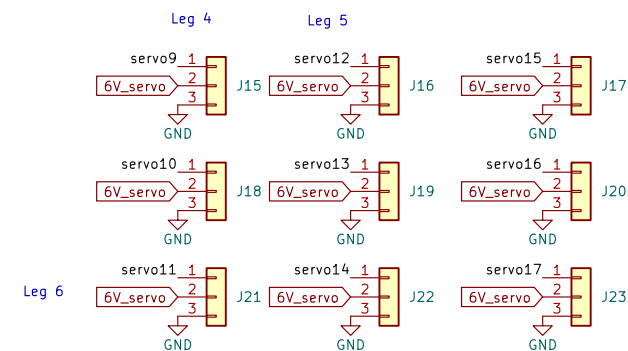 Leg 4 Leg 5
servo9 1 servo12 1 servo15 1
6V_servo 2 J15 6V_servo 2 J16 6V_servo 2 J17
3 3 3
GND GND GND
servo10 1 servo13 1 servo16 1
6V_servo 2 J18 6V_servo 2 J19 6V_servo 2 J20
3 3 3
GND GND GND
servo11 1 servo14 1 servo17 1
Leg 6 6V_servo 2 J21 6V_servo 2 J22 6V_servo 2 J23
3 3 3
GND GND GND